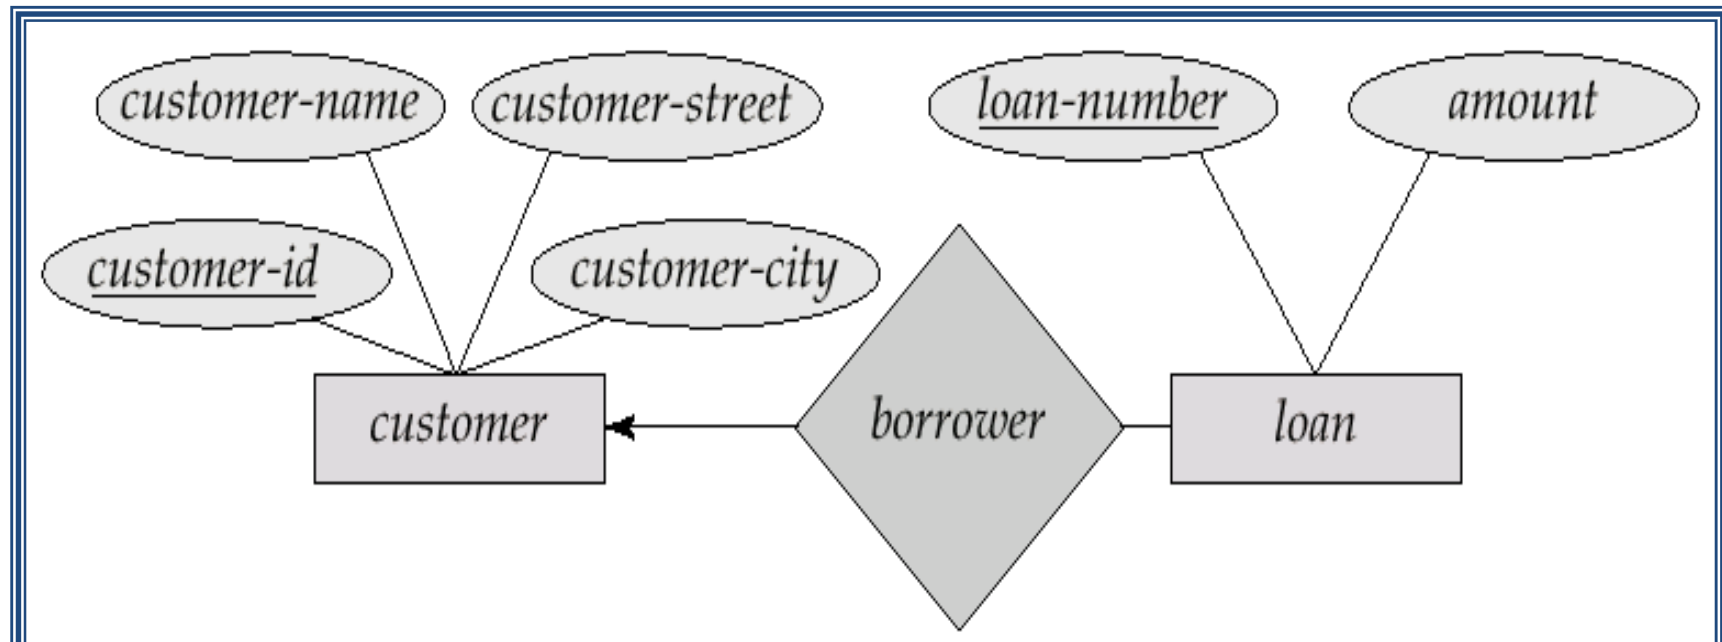 customer-name
customer-street
loan-number
amount
customer-id
customer-city
customer
borrower
loan